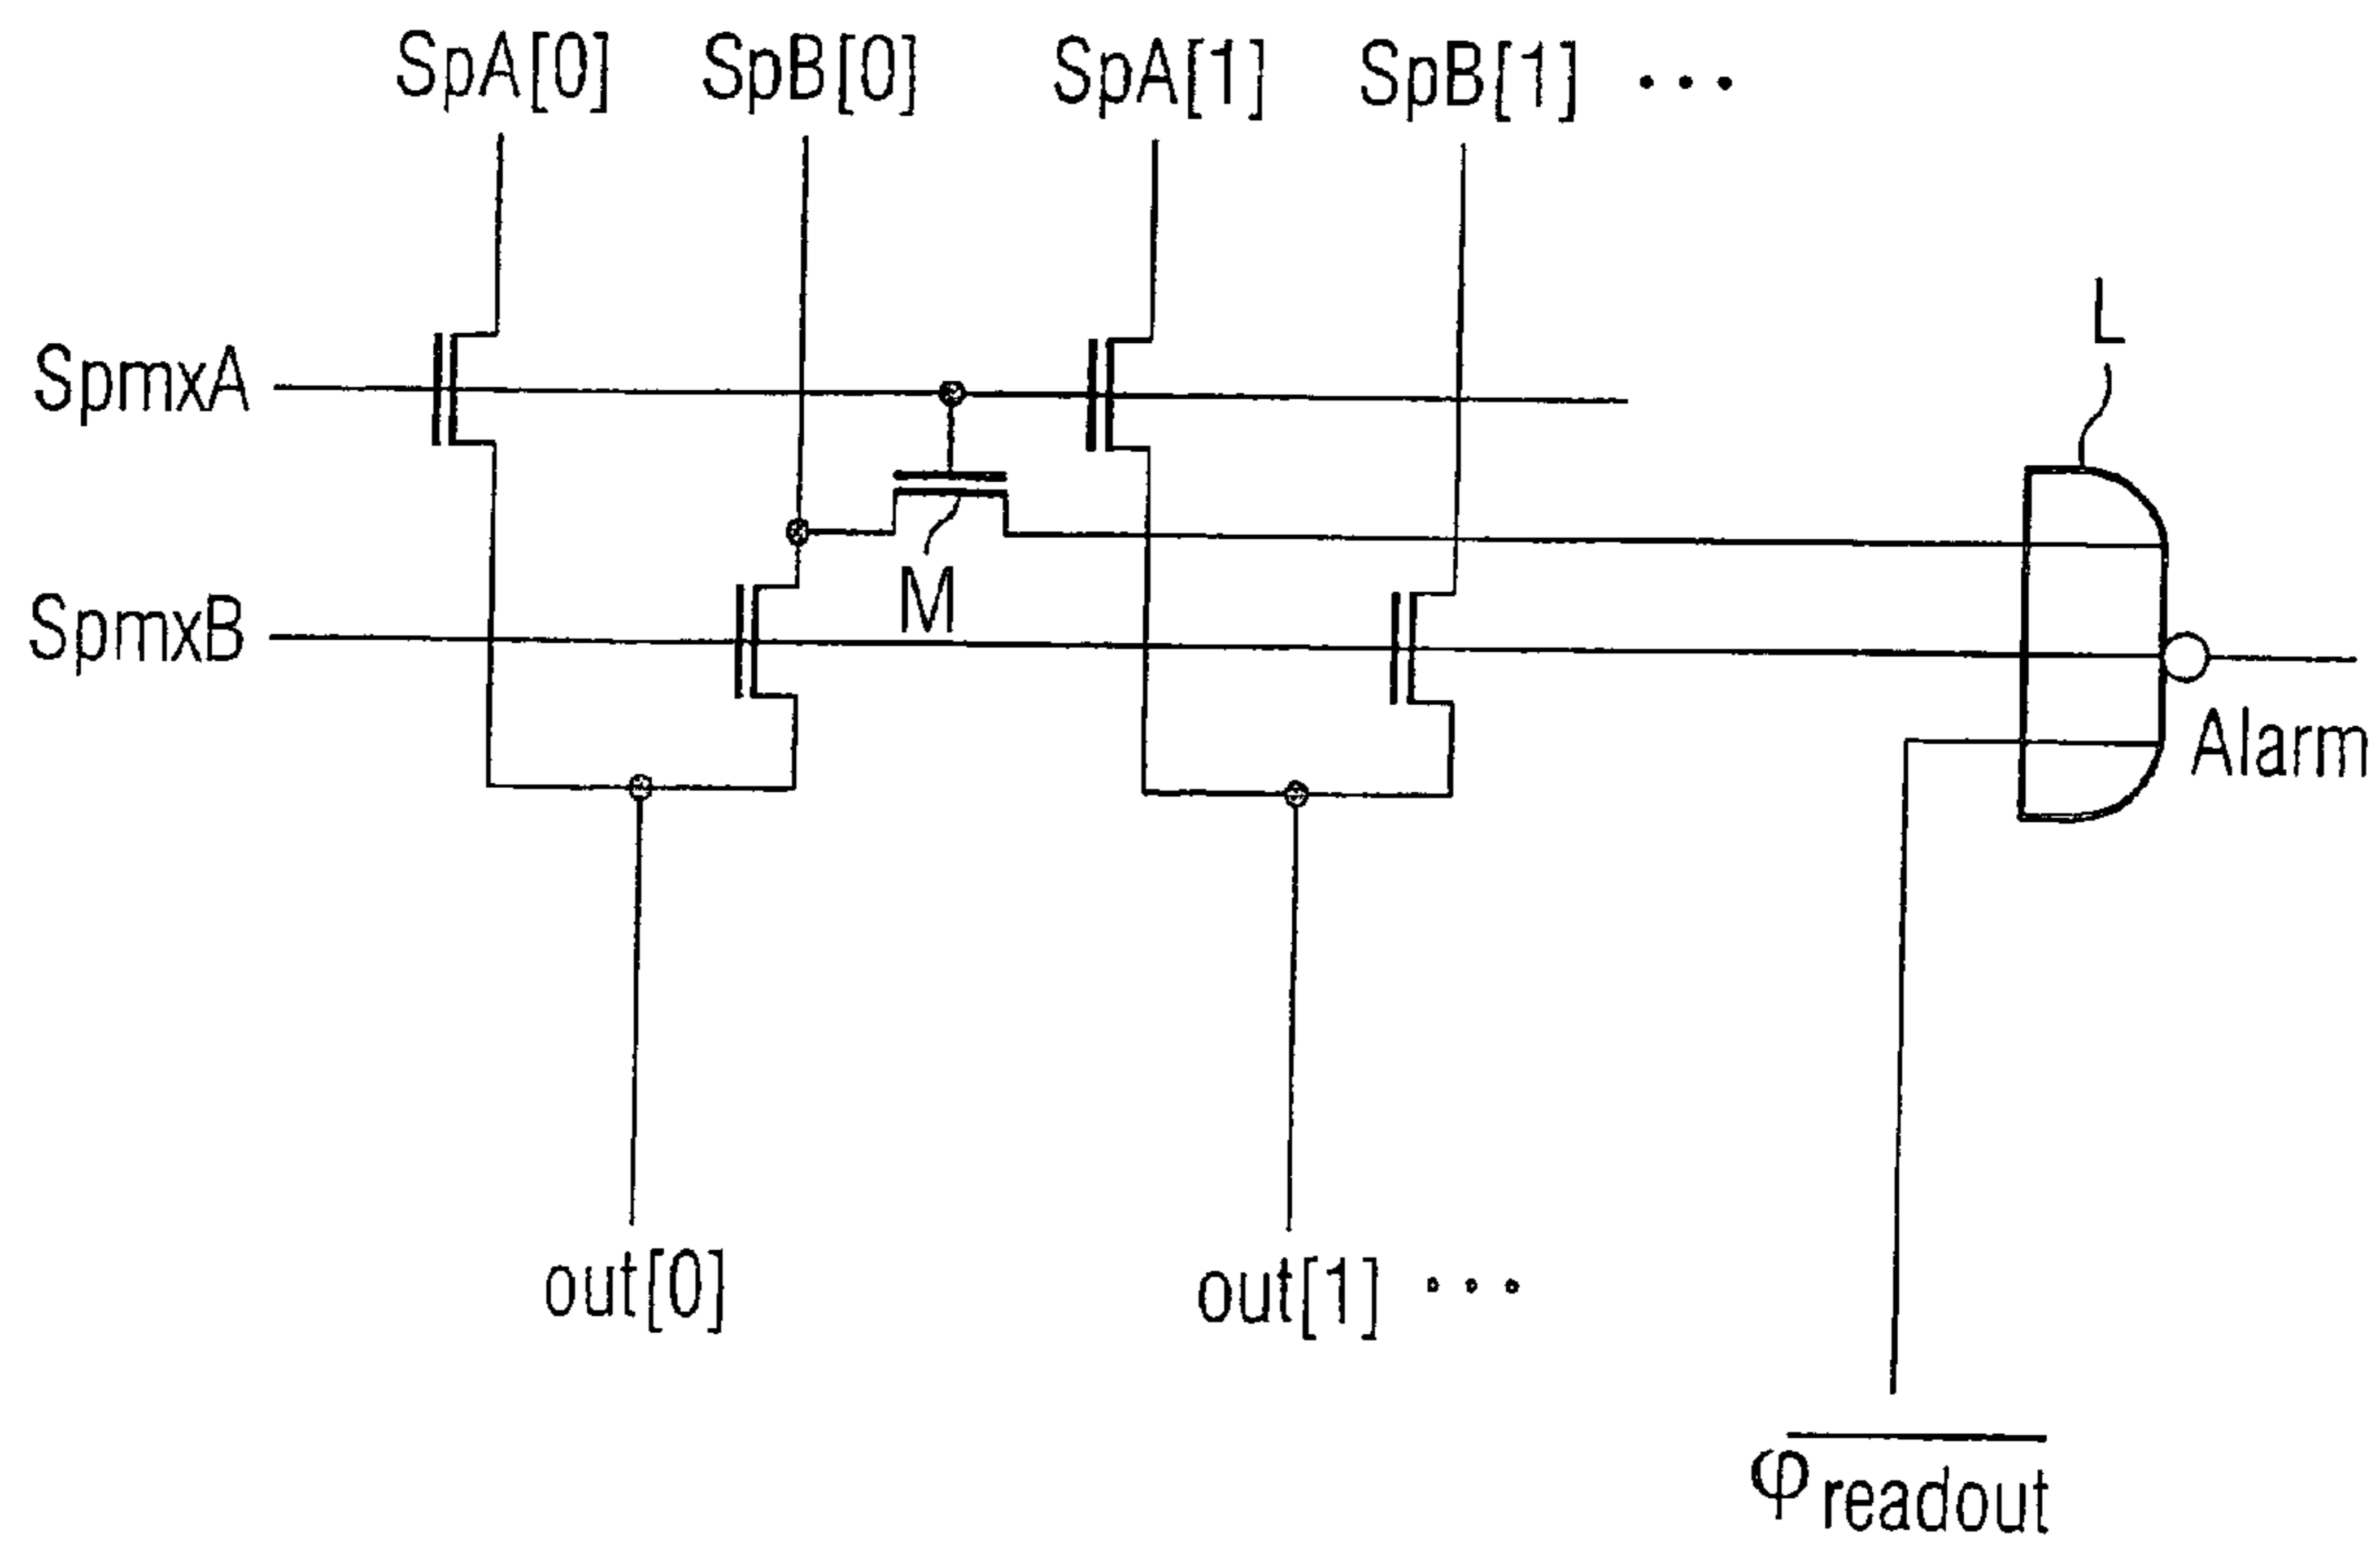 SpA[0] SpB[0] SpA[1] SpB[1] • • •
L
SpmxA
M
SpmxB
Alarm
out[0] out[1] • • •
φreadout